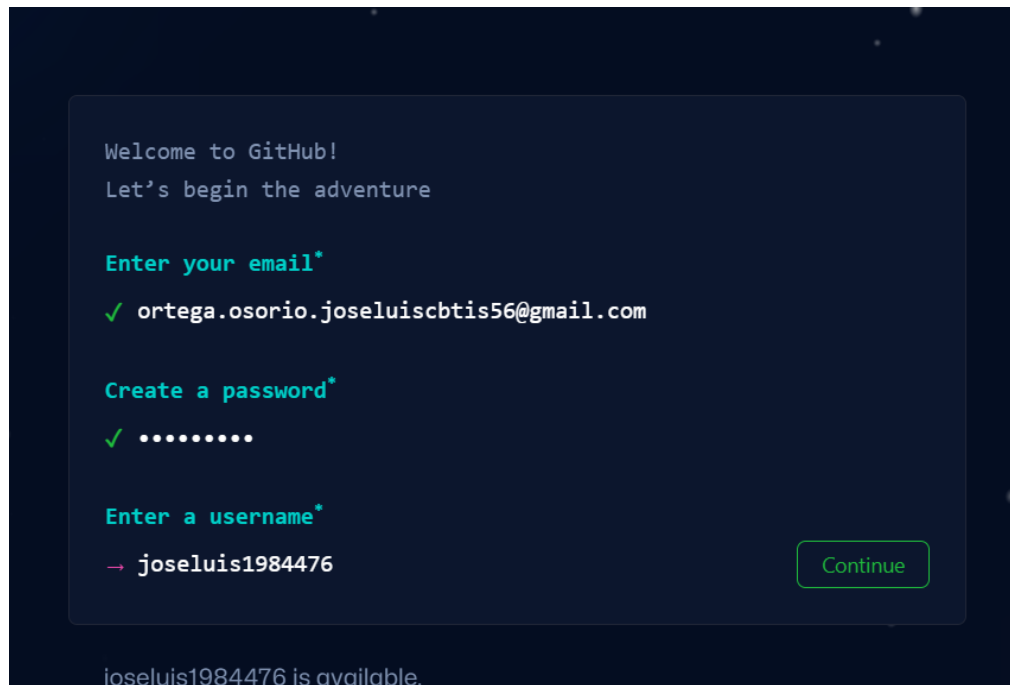 Welcome to GitHub!
Let’s begin the adventure
Enter your email*
✓ ortega.osorio.joseluiscbtis56@gmail.com
Create a password*
✓ •••••••••
Enter a username*
→ joseluis1984476
Continue
joseluis1984476 is available.